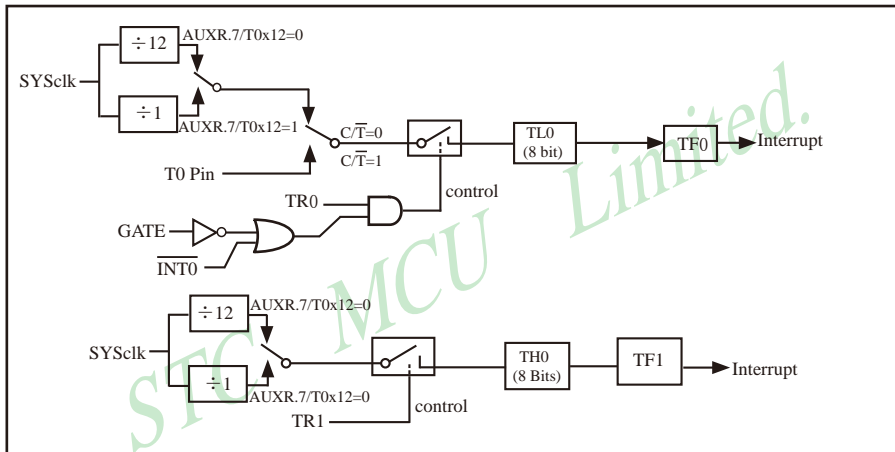 ÷12
AUXR.7/T0x12=0
SYSclk
÷1
AUXR.7/T0x12=1
C/T̅=0
C/T̅=1
T0 Pin
TL0
(8 bit)
TF0
Interrupt
control
TR0
GATE
I̅N̅T̅0̅
÷12
AUXR.7/T0x12=0
SYSclk
÷1
AUXR.7/T0x12=0
TR1
control
TH0
(8 Bits)
TF1
Interrupt
STC MCU Limited.